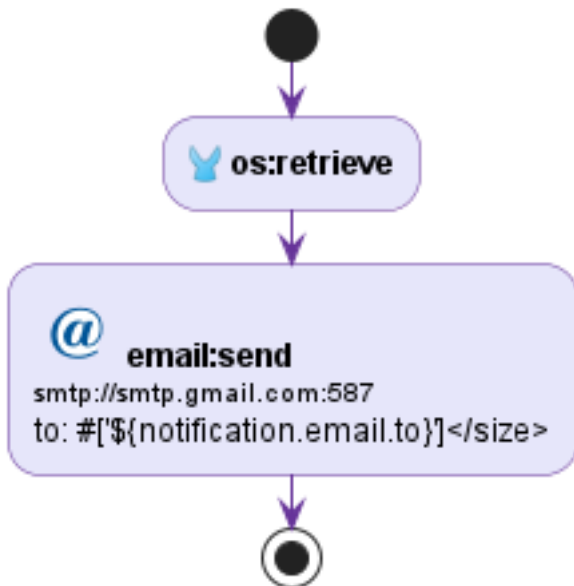 os:retrieve
@ email:send
smtp://smtp.gmail.com:587
to: #['${notification.email.to}']</size>